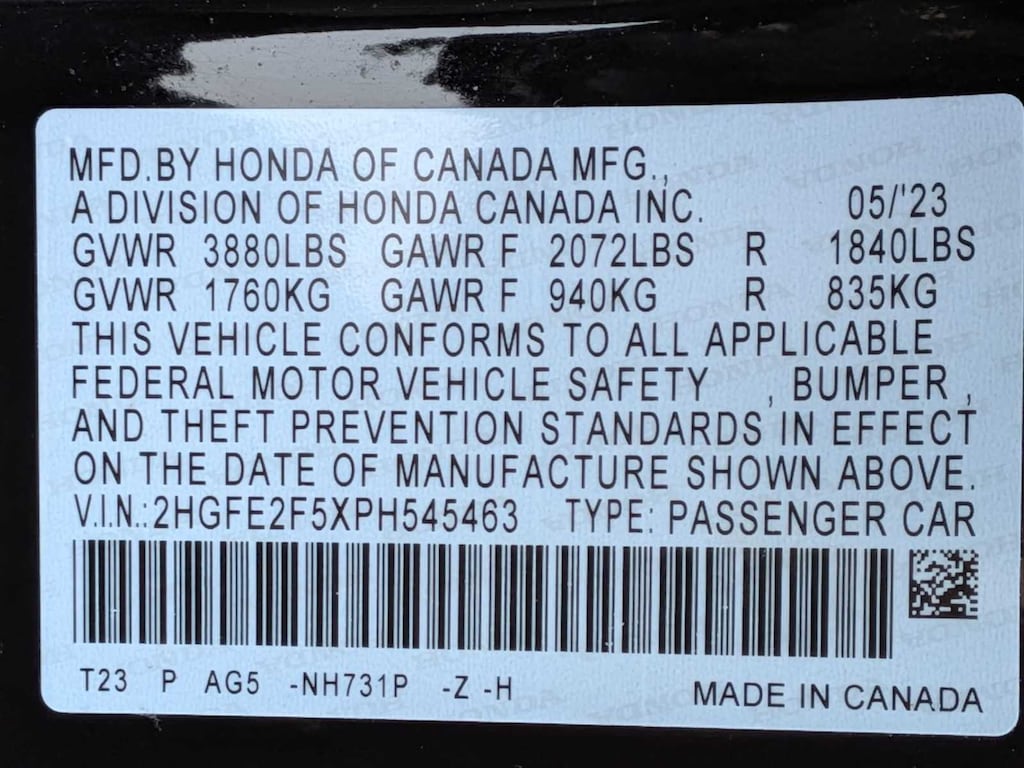 MFD.BY HONDA OF CANADA MFG.,
A DIVISION OF HONDA CANADA INC. 05/'23
GVWR 3880LBS GAWR F 2072LBS R 1840LBS
GVWR 1760KG GAWR F 940KG R 835KG
THIS VEHICLE CONFORMS TO ALL APPLICABLE
FEDERAL MOTOR VEHICLE SAFETY , BUMPER ,
AND THEFT PREVENTION STANDARDS IN EFFECT
ON THE DATE OF MANUFACTURE SHOWN ABOVE.
V.I.N.:2HGFE2F5XPH545463 TYPE: PASSENGER CAR
T23 P AG5 -NH731P -Z -H MADE IN CANADA